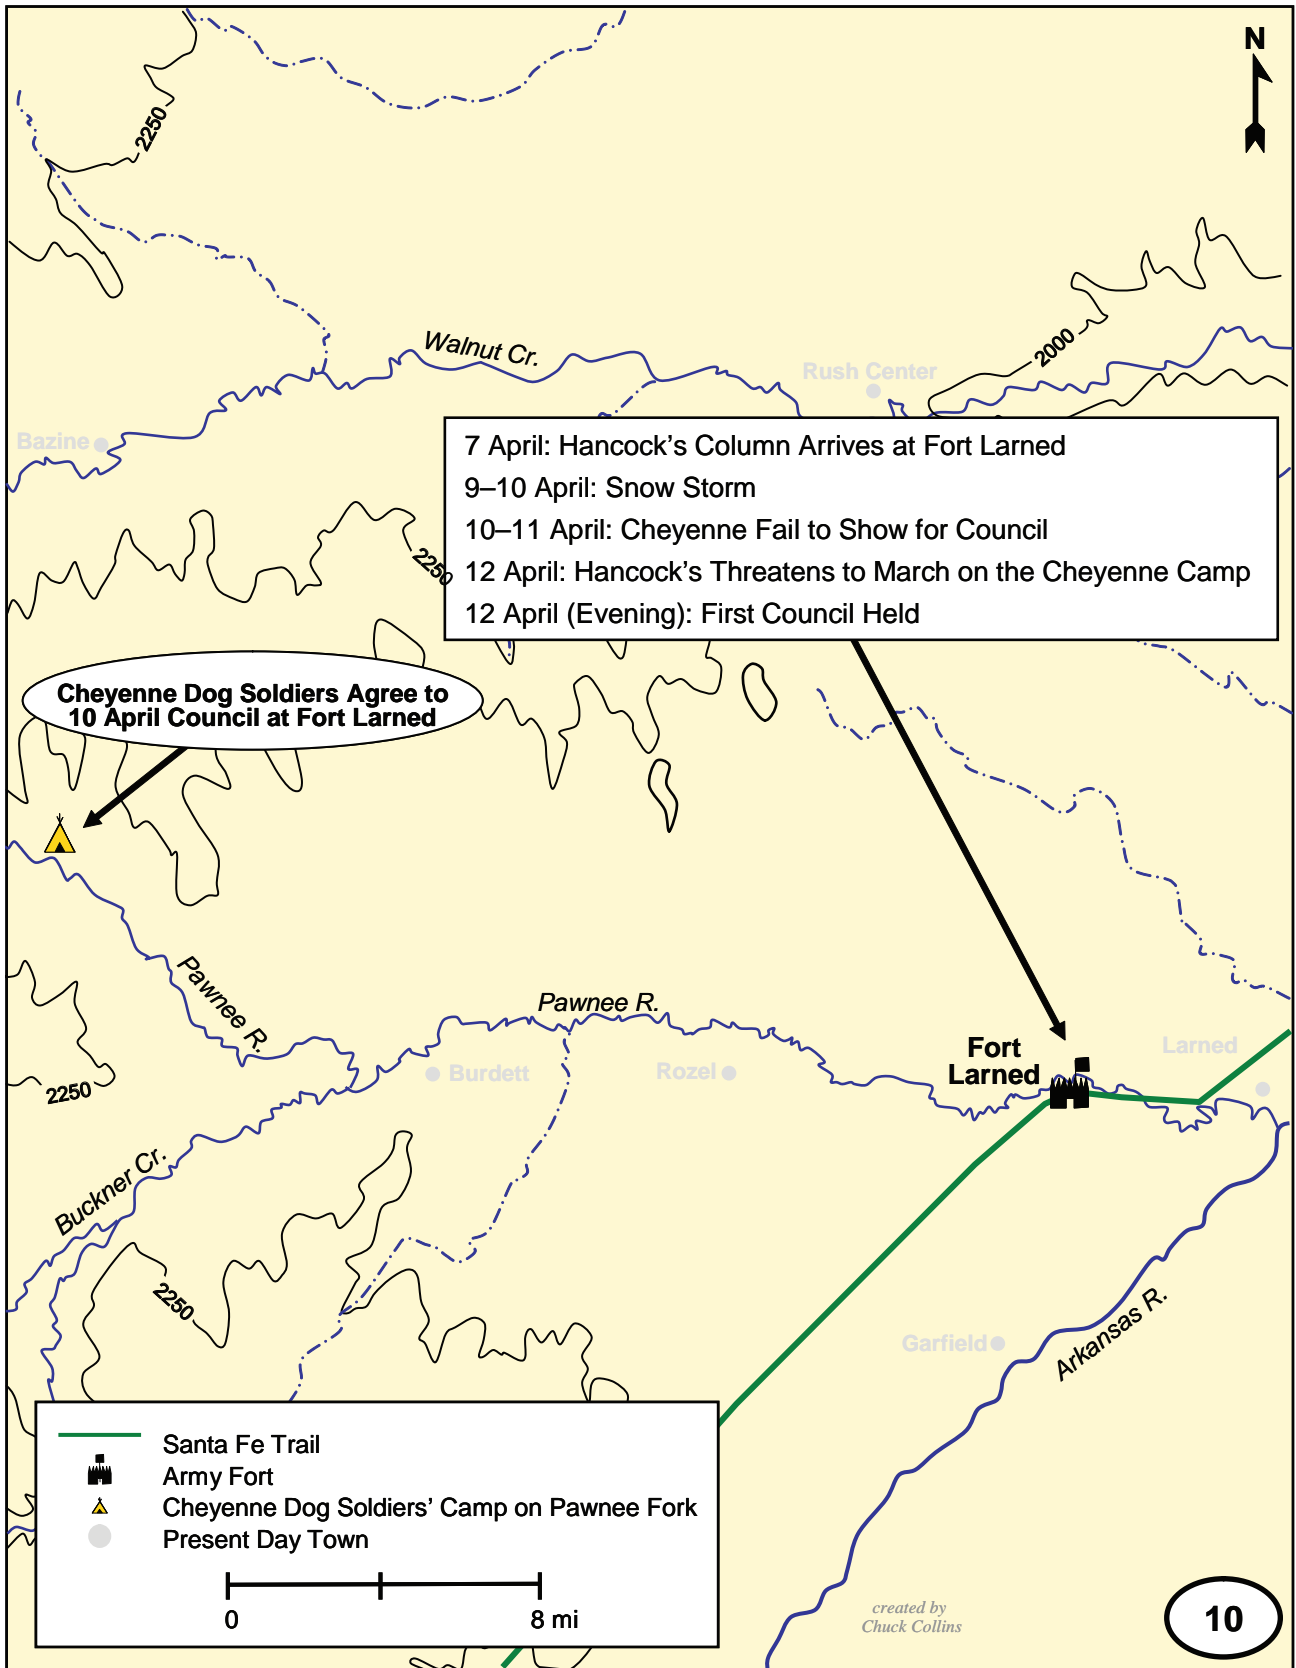 N
2250
Walnut Cr.
2000
Rush Center
Bazine
7 April: Hancock's Column Arrives at Fort Larned
9–10 April: Snow Storm
10–11 April: Cheyenne Fail to Show for Council
12 April: Hancock's Threatens to March on the Cheyenne Camp
12 April (Evening): First Council Held
2250
Cheyenne Dog Soldiers Agree to
10 April Council at Fort Larned
Pawnee R.
Pawnee R.
Fort
Larned
Larned
Burdett
Rozel
2250
Buckner Cr.
2250
Garfield
Arkansas R.
Santa Fe Trail
Army Fort
Cheyenne Dog Soldiers' Camp on Pawnee Fork
Present Day Town
0 8 mi
created by
Chuck Collins
10